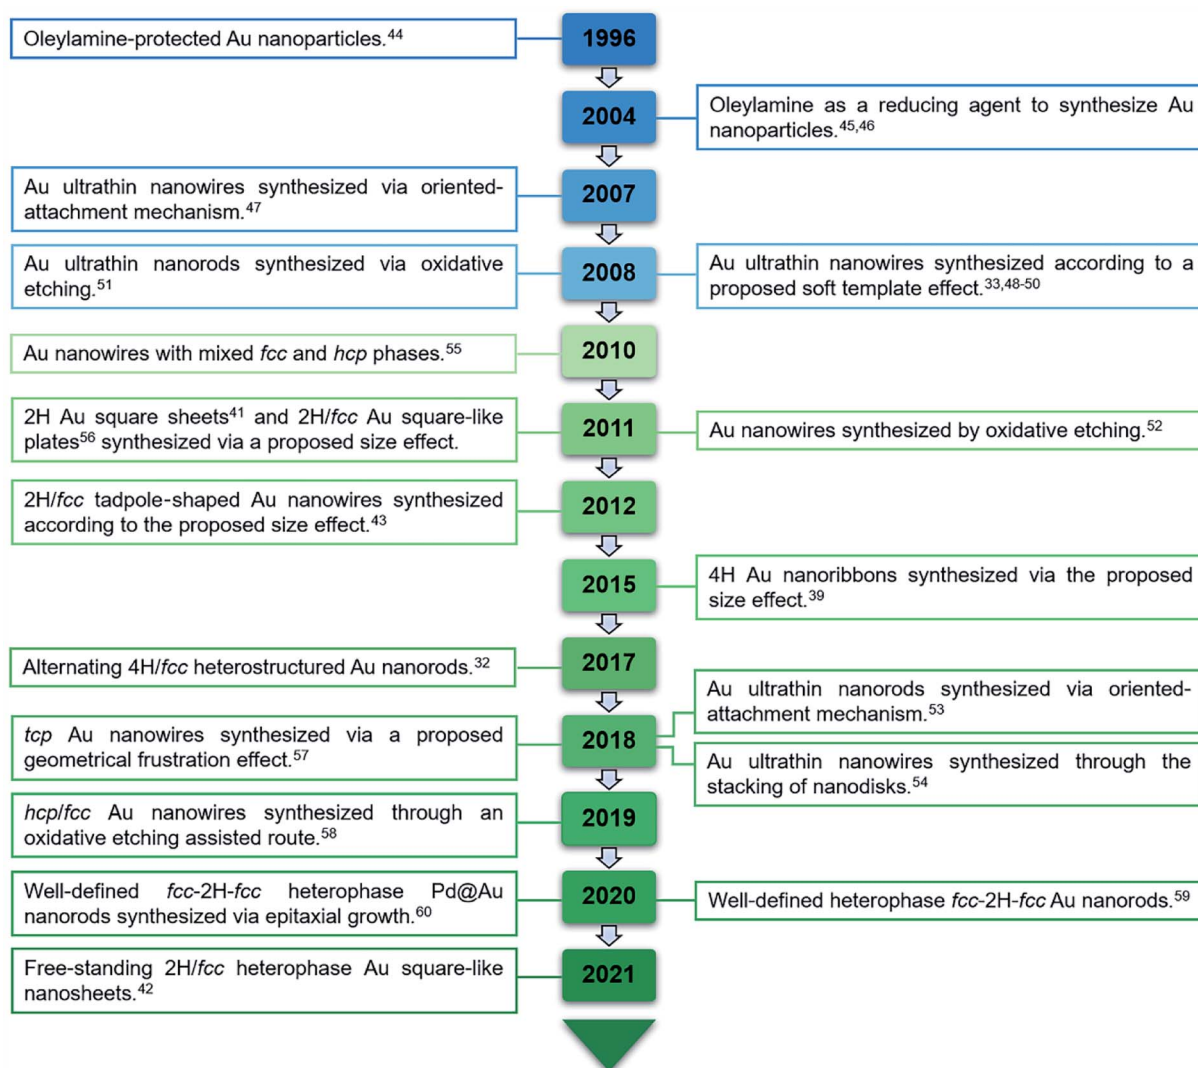 Oleylamine-protected Au nanoparticles.44
1996
2004
Oleylamine as a reducing agent to synthesize Au
nanoparticles.45,46
Au ultrathin nanowires synthesized via oriented-
attachment mechanism.47
2007
Au ultrathin nanorods synthesized via oxidative
etching.51
2008
Au ultrathin nanowires synthesized according to a
proposed soft template effect.33,48-50
Au nanowires with mixed fcc and hcp phases.55
2010
2H Au square sheets41 and 2H/fcc Au square-like
plates56 synthesized via a proposed size effect.
2011
Au nanowires synthesized by oxidative etching.52
2H/fcc tadpole-shaped Au nanowires synthesized
according to the proposed size effect.43
2012
2015
4H Au nanoribbons synthesized via the proposed
size effect.39
Alternating 4H/fcc heterostructured Au nanorods.32
2017
tcp Au nanowires synthesized via a proposed
geometrical frustration effect.57
2018
Au ultrathin nanorods synthesized via oriented-
attachment mechanism.53
Au ultrathin nanowires synthesized through the
stacking of nanodisks.54
hcp/fcc Au nanowires synthesized through an
oxidative etching assisted route.58
2019
Well-defined fcc-2H-fcc heterophase Pd@Au
nanorods synthesized via epitaxial growth.60
2020
Well-defined heterophase fcc-2H-fcc Au nanorods.59
Free-standing 2H/fcc heterophase Au square-like
nanosheets.42
2021